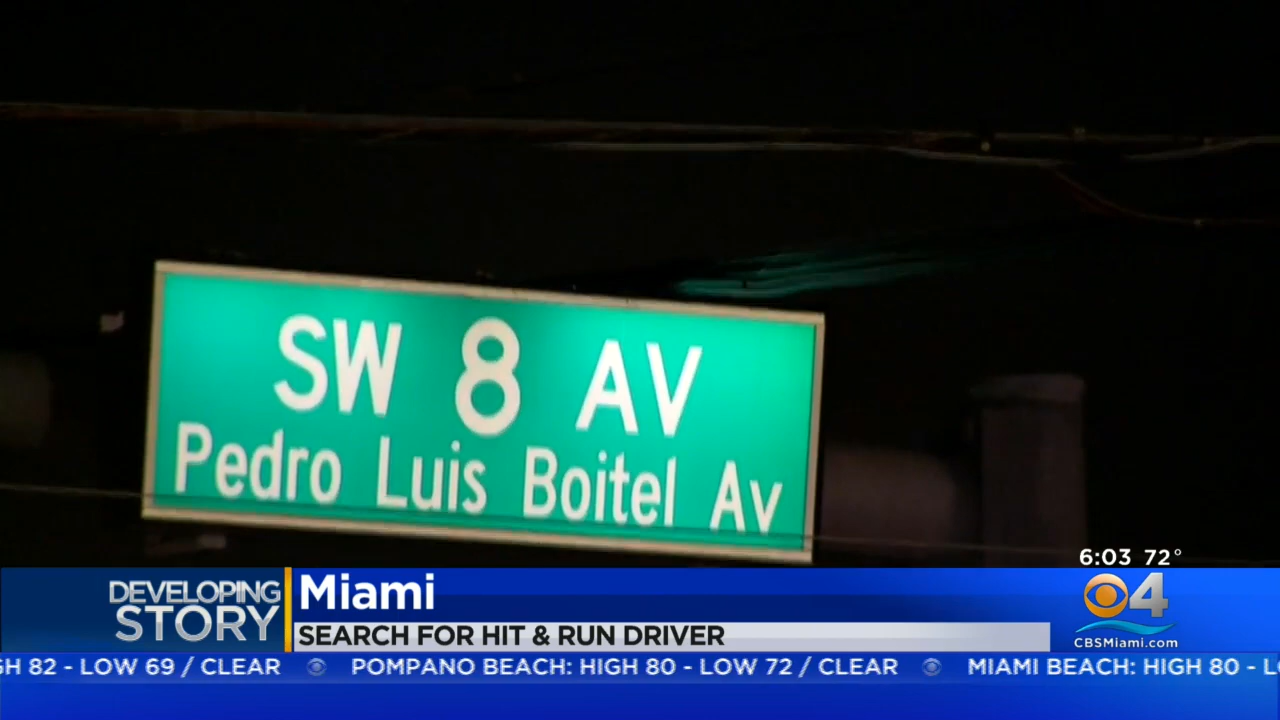 SW 8 AV
Pedro Luis Boitel Av
6:03 72°
DEVELOPING
STORY
Miami
SEARCH FOR HIT & RUN DRIVER
4
CBSMiami.com
82 - LOW 69 / CLEAR POMPANO BEACH: HIGH 80 - LOW 72 / CLEAR MIAMI BEACH: HIGH 80 -